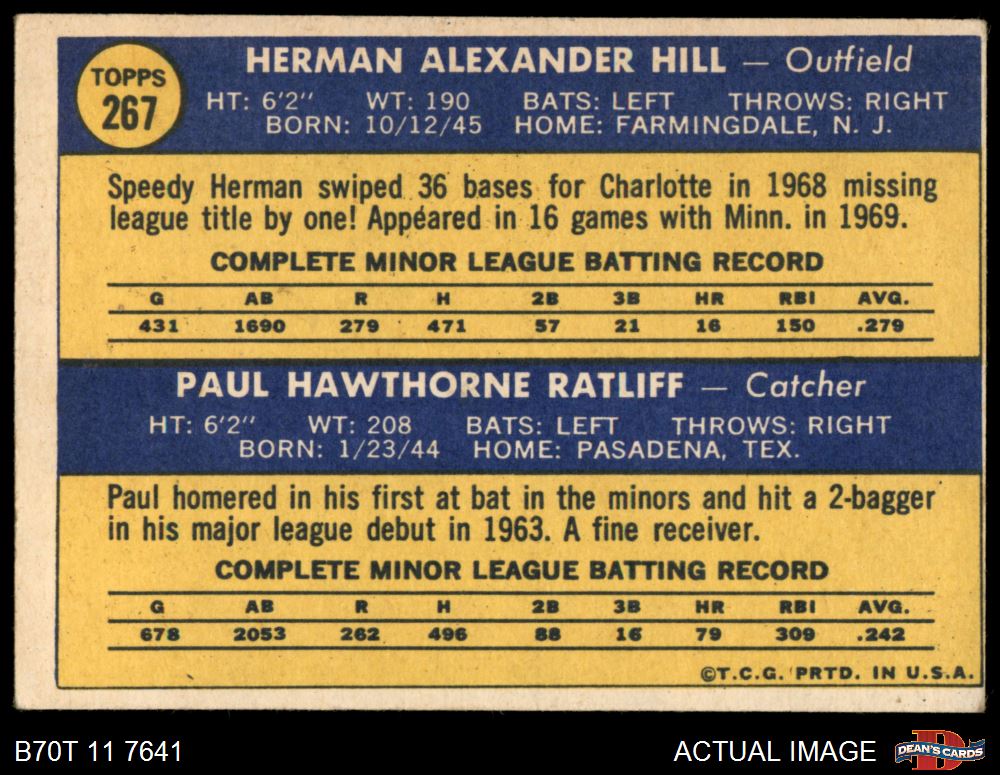 TOPPS
267
HERMAN ALEXANDER HILL — Outfield
HT: 6'2" WT: 190 BATS: LEFT THROWS: RIGHT
BORN: 10/12/45 HOME: FARMINGDALE, N. J.
Speedy Herman swiped 36 bases for Charlotte in 1968 missing
league title by one! Appeared in 16 games with Minn. in 1969.
COMPLETE MINOR LEAGUE BATTING RECORD
G AB R H 2B 3B HR RBI AVG.
431 1690 279 471 57 21 16 150 .279
PAUL HAWTHORNE RATLIFF — Catcher
HT: 6'2" WT: 208 BATS: LEFT THROWS: RIGHT
BORN: 1/23/44 HOME: PASADENA, TEX.
Paul homered in his first at bat in the minors and hit a 2-bagger
in his major league debut in 1963. A fine receiver.
COMPLETE MINOR LEAGUE BATTING RECORD
G AB R H 2B 3B HR RBI AVG.
678 2053 262 496 88 16 79 309 .242
©T.C.G. PRTD. IN U.S.A.
B70T 11 7641
ACTUAL IMAGE
DEAN'S CARDS